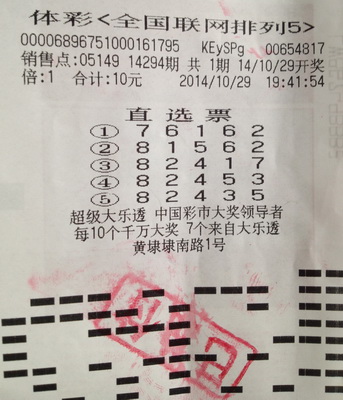 体彩<全国联网排列5>
00006896751000161795 KEySPg 00654817
销售点:05149 14294期 共 1期 14/10/29开奖
倍:1 合计:10元 2014/10/29 19:41:54
直选票
① 7 6 1 6 2
② 8 1 5 6 2
③ 8 2 4 1 7
④ 8 2 4 5 3
⑤ 8 2 4 3 5
超级大乐透 中国彩市大奖领导者
每10个千万大奖 7个来自大乐透
黄埭埭南路1号